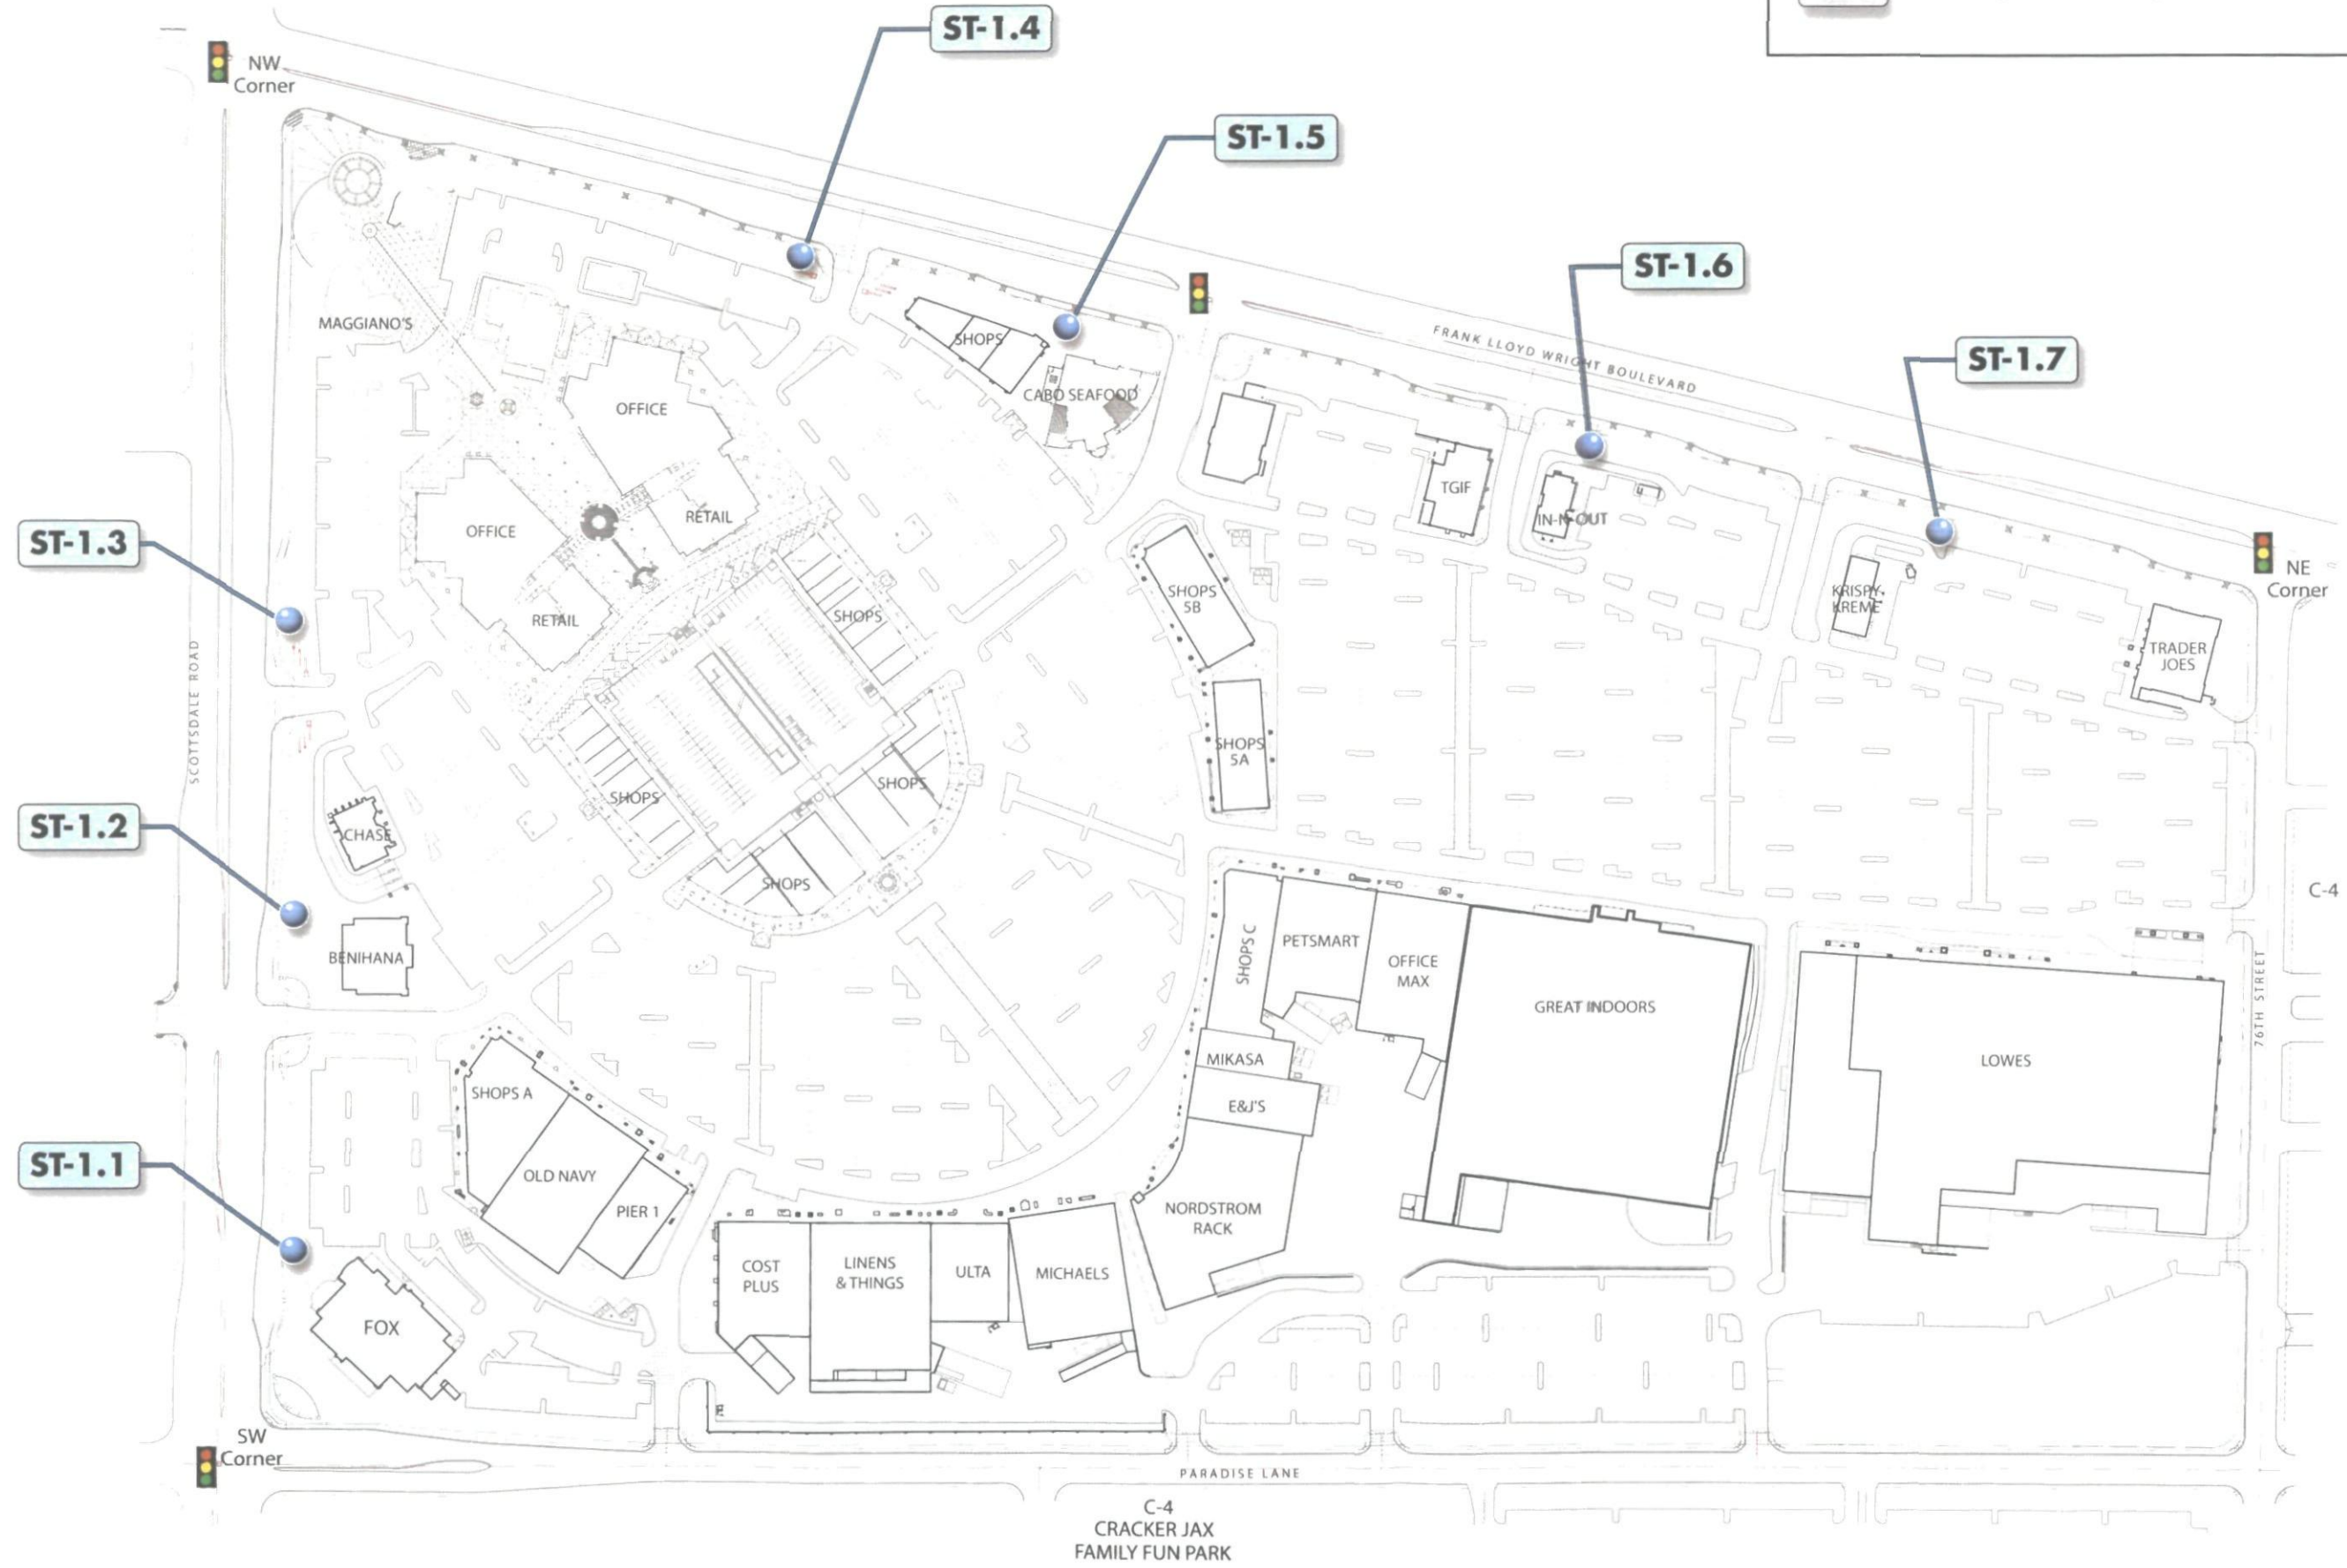 ST-1.4
NW
Corner
ST-1.5
ST-1.6
FRANK LLOYD WRIGHT BOULEVARD
ST-1.7
MAGGIANO'S
SHOPS
CABO SEAFOOD
OFFICE
TGIF
IN-N-OUT
OFFICE
RETAIL
ST-1.3
NE
Corner
SHOPS
5B
KRISPY
KREME
SHOPS
RETAIL
TRADER
JOES
SCOTTSDALE ROAD
SHOPS
5A
SHOPS
SHOPS
ST-1.2
CHASE
SHOPS
C-4
BENIHANA
SHOPS C
PETSMART
OFFICE
MAX
GREAT INDOORS
76TH STREET
LOWES
MIKASA
E&J'S
SHOPS A
ST-1.1
OLD NAVY
PIER 1
NORDSTROM
RACK
COST
PLUS
LINENS
& THINGS
ULTA
MICHAELS
FOX
E
SW
Corner
PARADISE LANE
C-4
CRACKER JAX
FAMILY FUN PARK